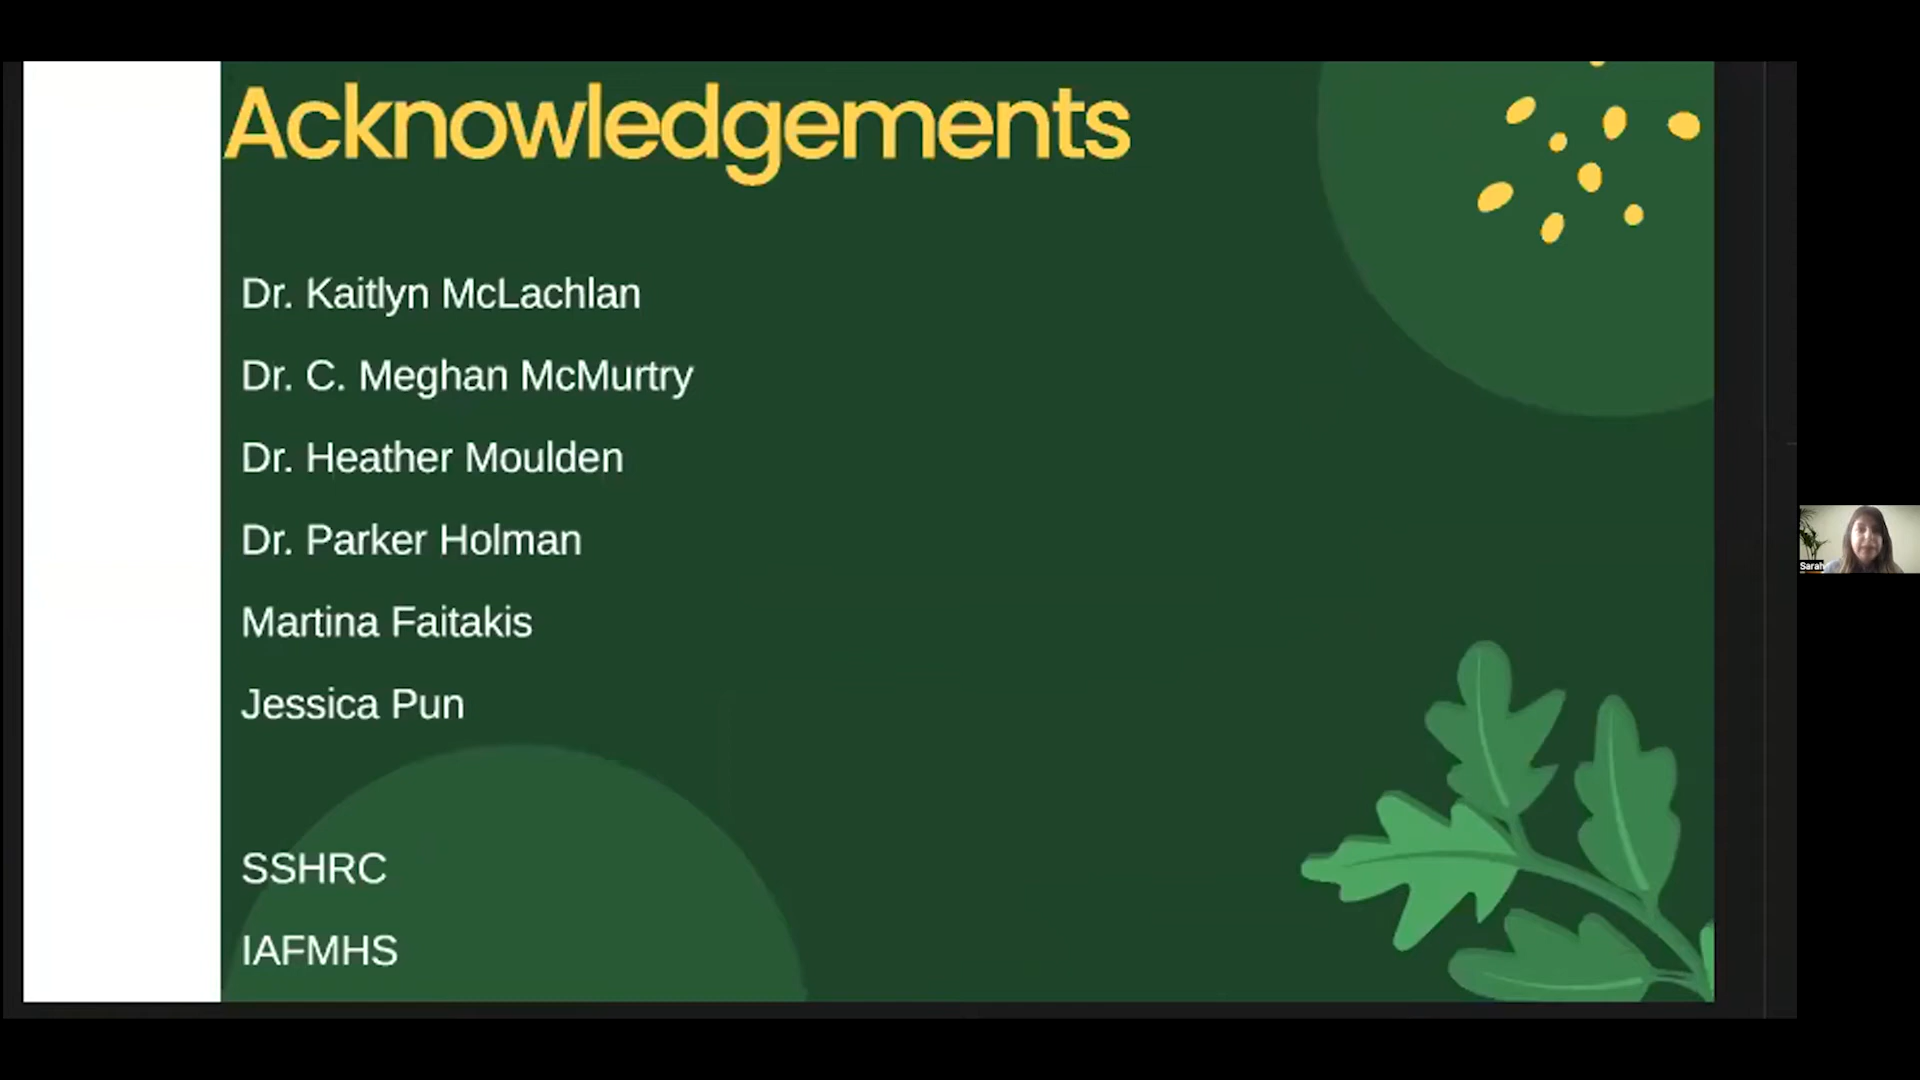 Acknowledgements
Dr. Kaitlyn McLachlan
Dr. C. Meghan McMurtry
Dr. Heather Moulden
Dr. Parker Holman
Martina Faitakis
Jessica Pun
SSHRC
IAFMHS
Sarah